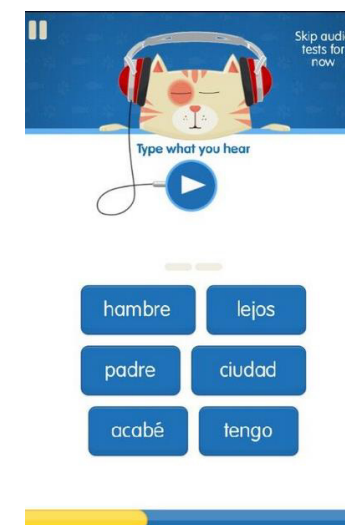 Skip audio
tests for
now
Type what you hear
hambre
lejos
padre
ciudad
acabé
tengo